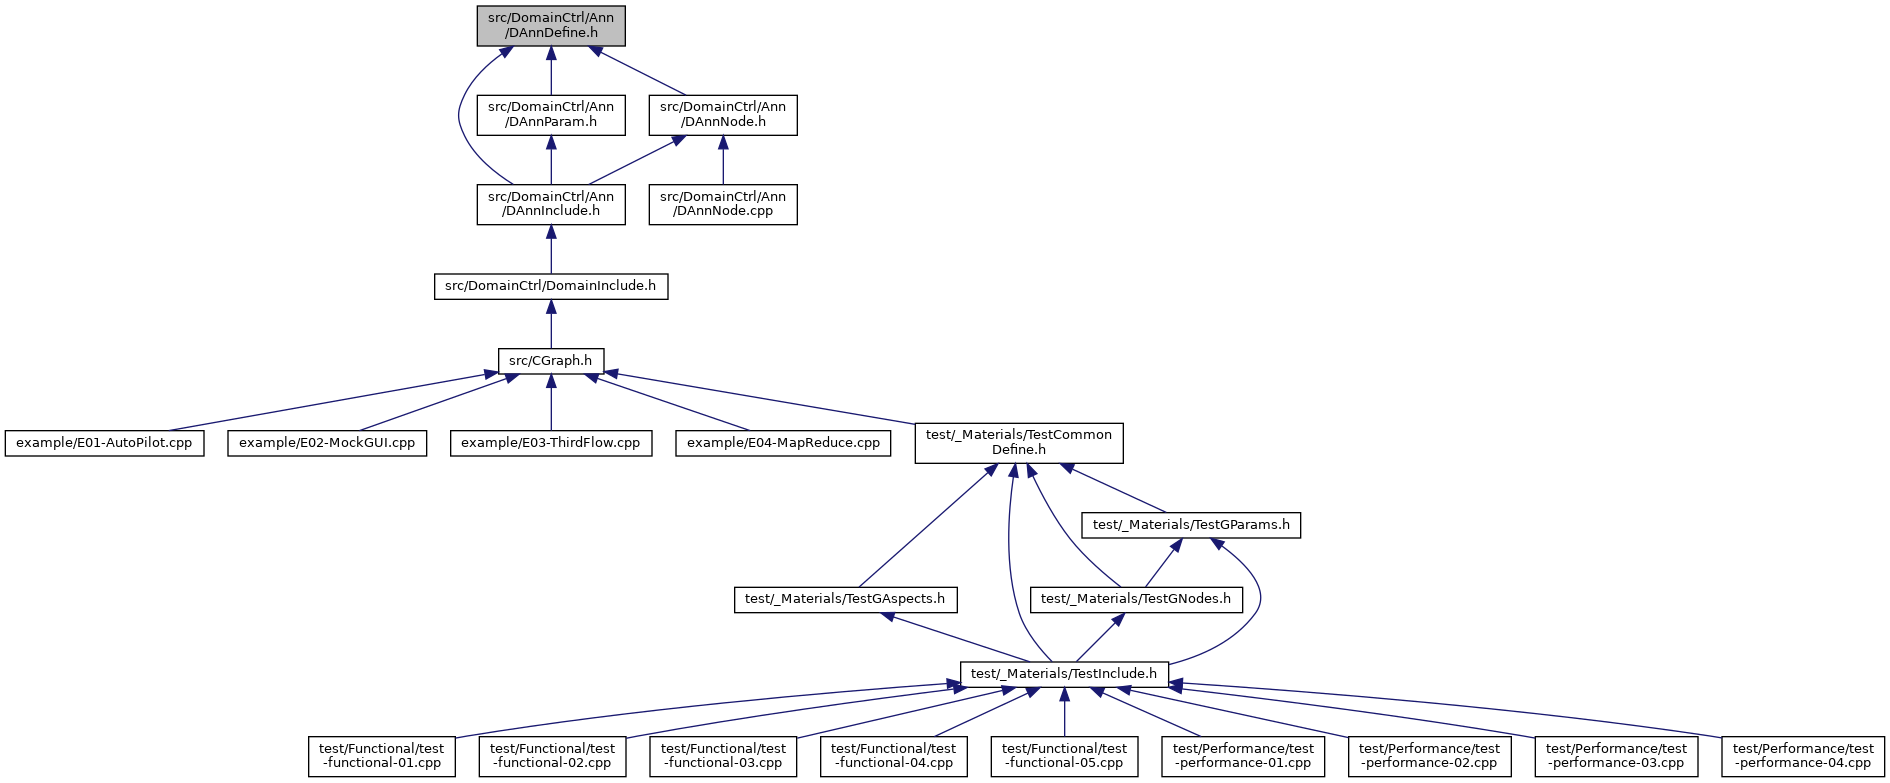 src/DomainCtrl/Ann
/DAnnDefine.h
src/DomainCtrl/Ann
/DAnnParam.h
src/DomainCtrl/Ann
/DAnnNode.h
src/DomainCtrl/Ann
/DAnnInclude.h
src/DomainCtrl/Ann
/DAnnNode.cpp
src/DomainCtrl/DomainInclude.h
src/CGraph.h
example/E01-AutoPilot.cpp
example/E02-MockGUI.cpp
example/E03-ThirdFlow.cpp
example/E04-MapReduce.cpp
test/_Materials/TestCommon
Define.h
test/_Materials/TestGParams.h
test/_Materials/TestGAspects.h
test/_Materials/TestGNodes.h
test/_Materials/TestInclude.h
test/Functional/test
-functional-01.cpp
test/Functional/test
-functional-02.cpp
test/Functional/test
-functional-03.cpp
test/Functional/test
-functional-04.cpp
test/Functional/test
-functional-05.cpp
test/Performance/test
-performance-01.cpp
test/Performance/test
-performance-02.cpp
test/Performance/test
-performance-03.cpp
test/Performance/test
-performance-04.cpp